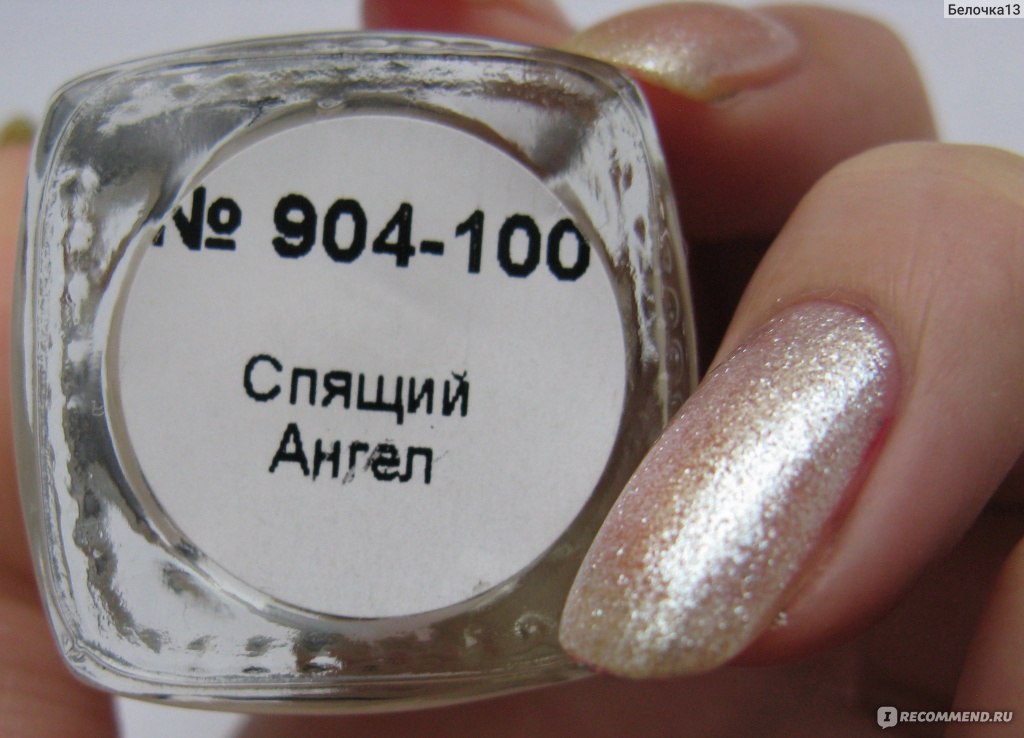 Белочка13
№ 904-100
Спящий
Ангел
RECOMMEND.RU